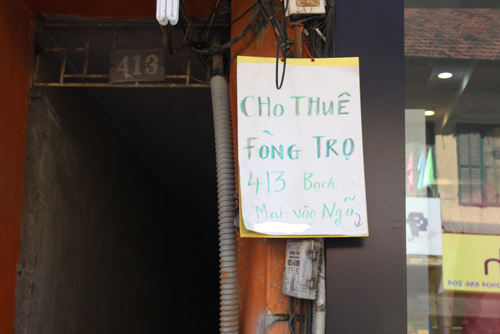 413
CHO THUÊ
FÒNG TRỌ
413 Bạch
Mai vào Ngõ